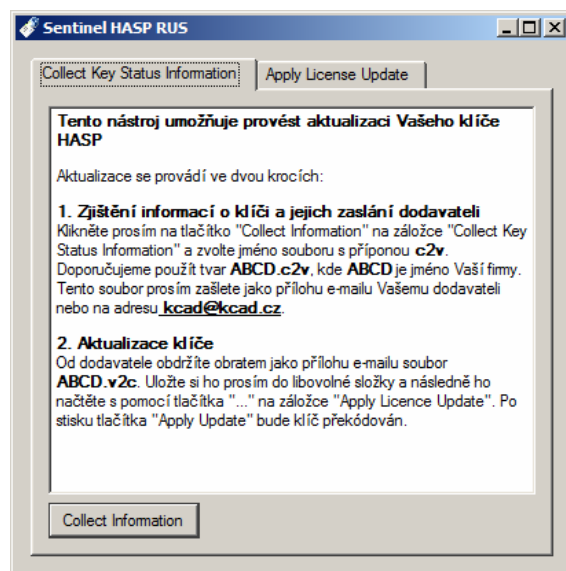 Sentinel HASP RUS
Collect Key Status Information
Apply License Update
Tento nástroj umožňuje provést aktualizaci Vašeho klíče
HASP
Aktualizace se provádí ve dvou krocích:
1. Zjištění informací o klíči a jejich zaslání dodavateli
Klikněte prosím na tlačítko "Collect Information" na záložce "Collect Key
Status Information" a zvolte jméno souboru s příponou c2v.
Doporučujeme použít tvar ABCD.c2v, kde ABCD je jméno Vaší firmy.
Tento soubor prosím zašlete jako přílohu e-mailu Vašemu dodavateli
nebo na adresu kcad@kcad.cz.
2. Aktualizace klíče
Od dodavatele obdržíte obratem jako přílohu e-mailu soubor
ABCD.v2c. Uložte si ho prosím do libovolné složky a následně ho
načtěte s pomocí tlačítka "..." na záložce "Apply Licence Update". Po
stisku tlačítka "Apply Update" bude klíč překódován.
Collect Information